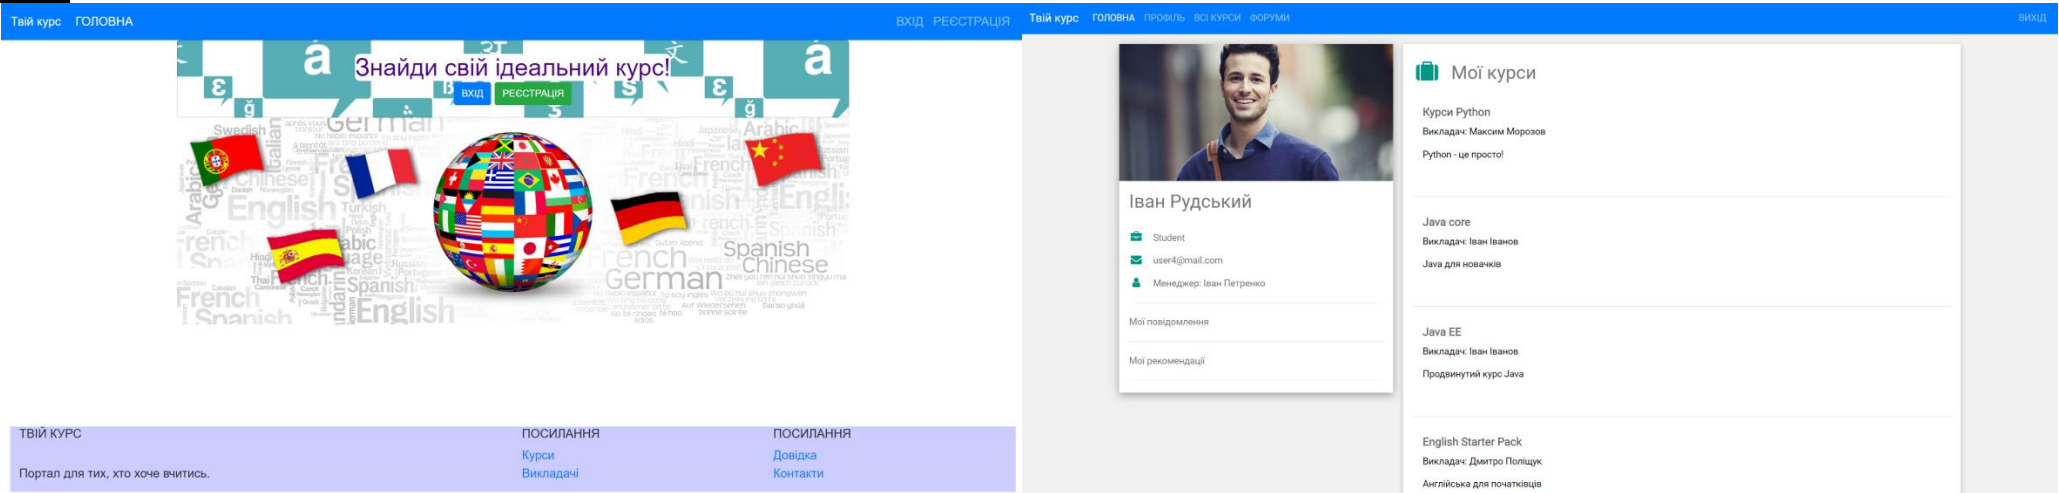 Твій курс ГОЛОВНА
ВХІД РЕЄСТРАЦІЯ
Знайди свій ідеальний курс!
ВХІД РЕЄСТРАЦІЯ
Swedish
German
Arabic
French
Chinese
English
Turkish
Spanish
Chinese
German
French
Spanish
English
ТВІЙ КУРС
Портал для тих, хто хоче вчитись.
ПОСИЛАННЯ
Курси
Викладачі
ПОСИЛАННЯ
Довідка
Контакти
Твій курс ГОЛОВНА ПРОФІЛЬ ВСІ КУРСИ ФОРУМИ
ВИХІД
Іван Рудський
Student
user4@mail.com
Менеджер: Іван Петренко
Мої повідомлення
Мої рекомендації
Мої курси
Курси Python
Викладач: Максим Морозов
Python - це просто!
Java core
Викладач: Іван Іванов
Java для новачків
Java EE
Викладач: Іван Іванов
Продвинутий курс Java
English Starter Pack
Викладач: Дмитро Поліщук
Англійська для початківців